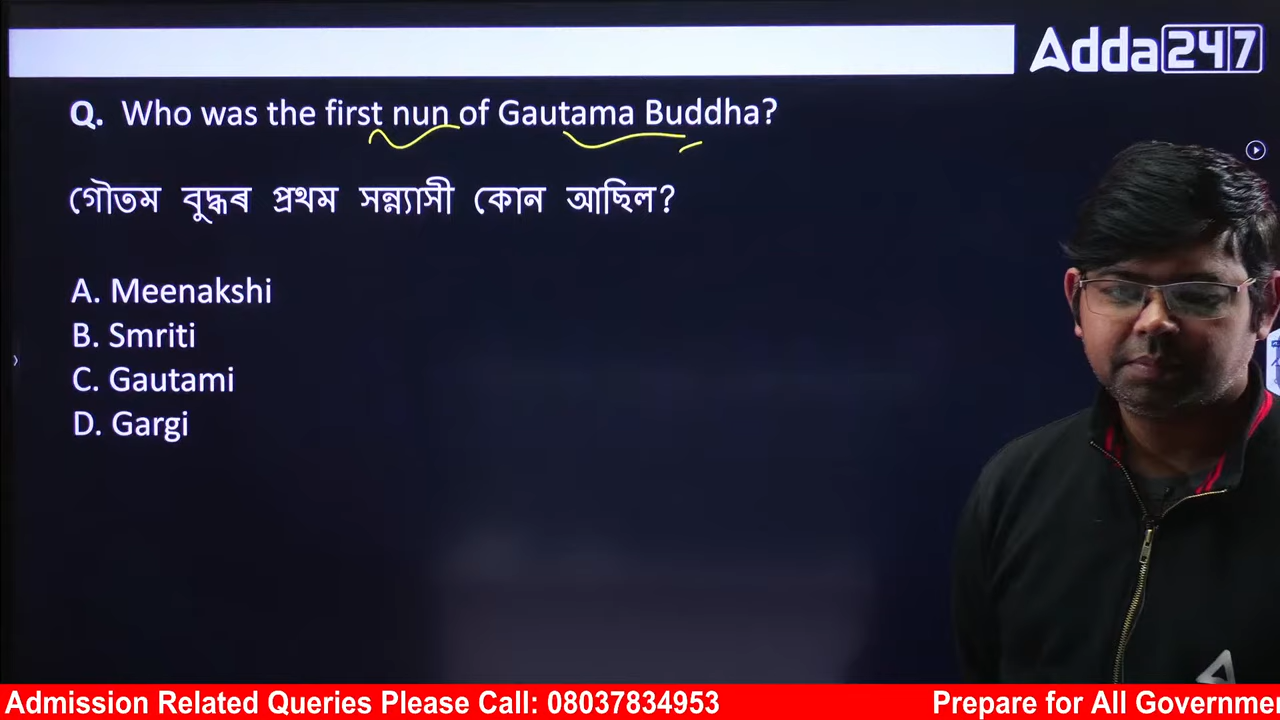 Adda247
Q. Who was the first nun of Gautama Buddha?
গৌতম বুদ্ধৰ প্ৰথম সন্ন্যাসী কোন আছিল?
A. Meenakshi
B. Smriti
C. Gautami
D. Gargi
Admission Related Queries Please Call: 08037834953 Prepare for All Governme